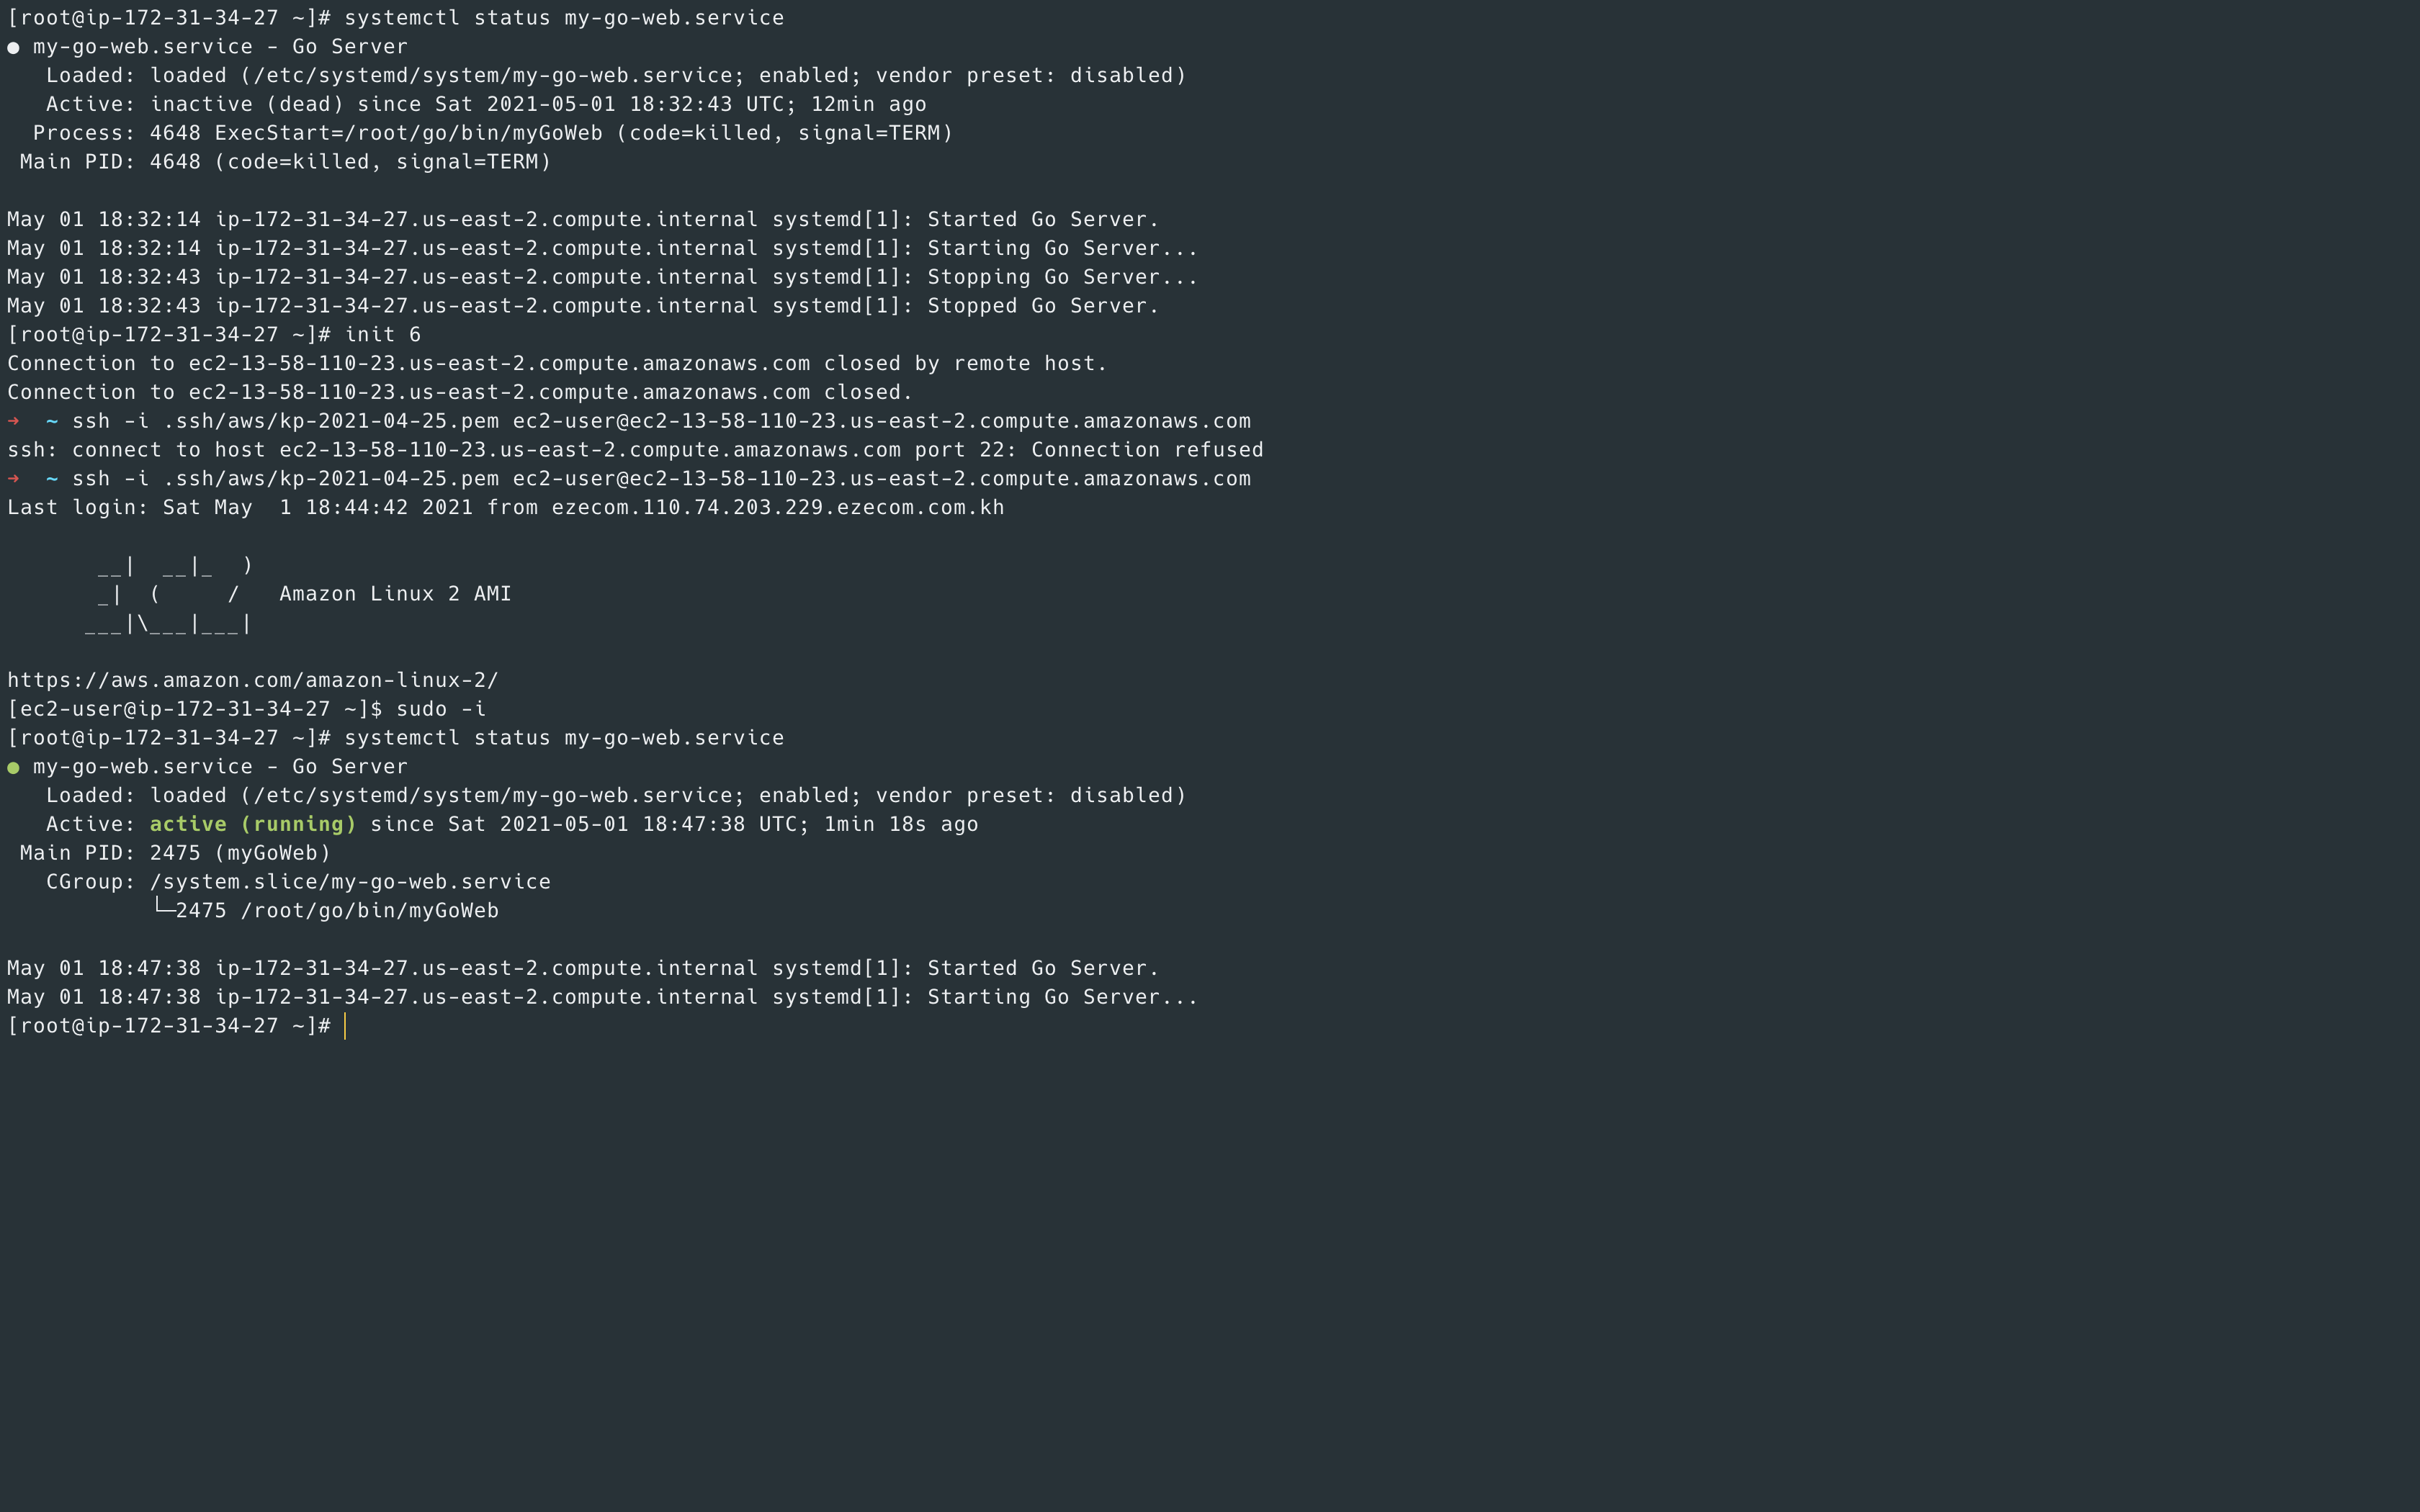 [root@ip-172-31-34-27 ~]# systemctl status my-go-web.service
● my-go-web.service - Go Server
   Loaded: loaded (/etc/systemd/system/my-go-web.service; enabled; vendor preset: disabled)
   Active: inactive (dead) since Sat 2021-05-01 18:32:43 UTC; 12min ago
  Process: 4648 ExecStart=/root/go/bin/myGoWeb (code=killed, signal=TERM)
 Main PID: 4648 (code=killed, signal=TERM)

May 01 18:32:14 ip-172-31-34-27.us-east-2.compute.internal systemd[1]: Started Go Server.
May 01 18:32:14 ip-172-31-34-27.us-east-2.compute.internal systemd[1]: Starting Go Server...
May 01 18:32:43 ip-172-31-34-27.us-east-2.compute.internal systemd[1]: Stopping Go Server...
May 01 18:32:43 ip-172-31-34-27.us-east-2.compute.internal systemd[1]: Stopped Go Server.
[root@ip-172-31-34-27 ~]# init 6
Connection to ec2-13-58-110-23.us-east-2.compute.amazonaws.com closed by remote host.
Connection to ec2-13-58-110-23.us-east-2.compute.amazonaws.com closed.
➜  ~ ssh -i .ssh/aws/kp-2021-04-25.pem ec2-user@ec2-13-58-110-23.us-east-2.compute.amazonaws.com
ssh: connect to host ec2-13-58-110-23.us-east-2.compute.amazonaws.com port 22: Connection refused
➜  ~ ssh -i .ssh/aws/kp-2021-04-25.pem ec2-user@ec2-13-58-110-23.us-east-2.compute.amazonaws.com
Last login: Sat May  1 18:44:42 2021 from ezecom.110.74.203.229.ezecom.com.kh

       __|  __|_  )
       _|  (     /   Amazon Linux 2 AMI
      ___|\___|___|

https://aws.amazon.com/amazon-linux-2/
[ec2-user@ip-172-31-34-27 ~]$ sudo -i
[root@ip-172-31-34-27 ~]# systemctl status my-go-web.service
● my-go-web.service - Go Server
   Loaded: loaded (/etc/systemd/system/my-go-web.service; enabled; vendor preset: disabled)
   Active: active (running) since Sat 2021-05-01 18:47:38 UTC; 1min 18s ago
 Main PID: 2475 (myGoWeb)
   CGroup: /system.slice/my-go-web.service
           └─2475 /root/go/bin/myGoWeb

May 01 18:47:38 ip-172-31-34-27.us-east-2.compute.internal systemd[1]: Started Go Server.
May 01 18:47:38 ip-172-31-34-27.us-east-2.compute.internal systemd[1]: Starting Go Server...
[root@ip-172-31-34-27 ~]#